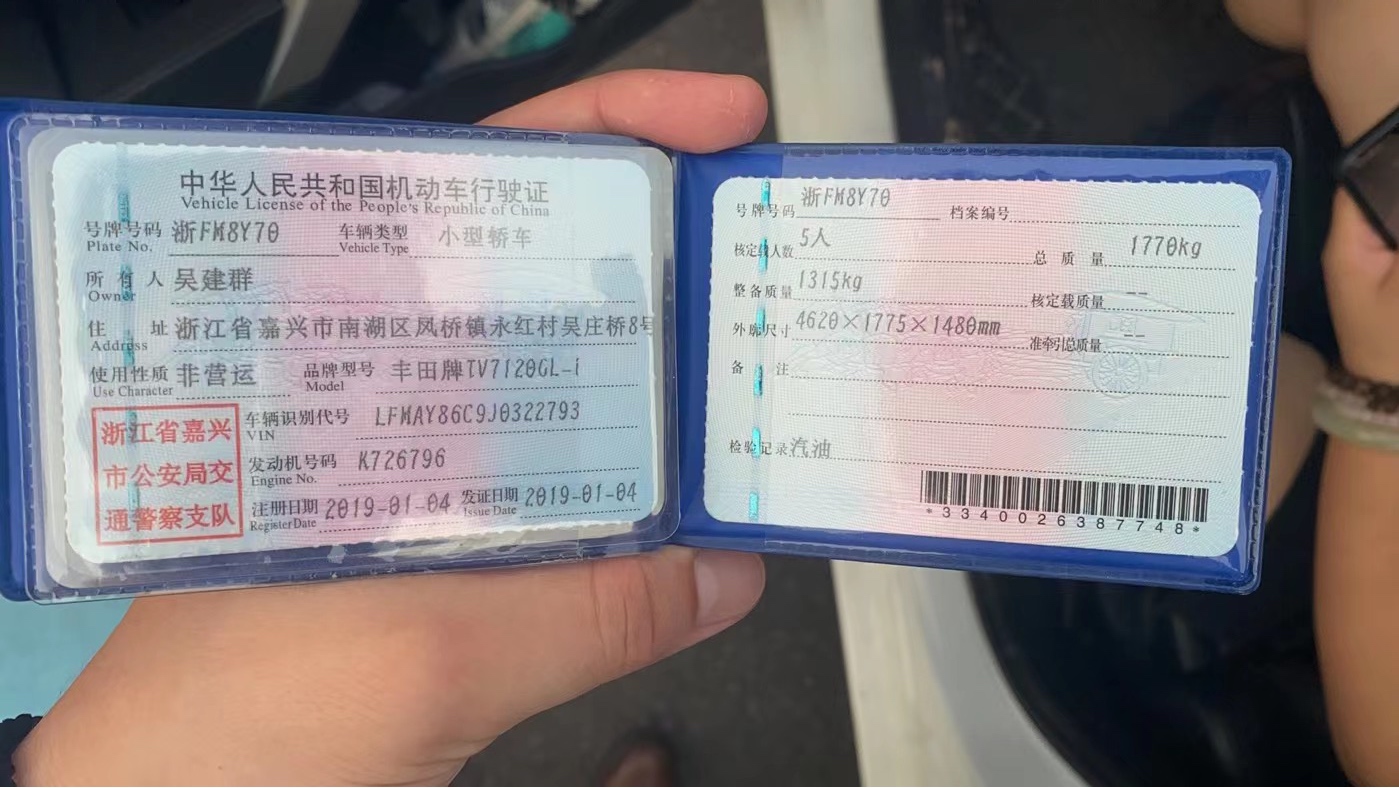 中华人民共和国机动车行驶证
Vehicle License of the People's Republic of China
号牌号码 浙FM8Y70 车辆类型 小型轿车
Plate No. Vehicle Type
所有人 吴建群
Owner
住址 浙江省嘉兴市南湖区凤桥镇永红村吴庄桥8号
Address
使用性质 非营运 品牌型号 丰田牌TV7120GL-i
Use Character Model
浙江省嘉兴
市公安局交
通警察支队
车辆识别代号 LFMAY86C9J0322793
VIN
发动机号码 K726796
Engine No.
注册日期 2019-01-04 发证日期 2019-01-04
Register Date Issue Date
号牌号码 浙FM8Y70 档案编号
核定载人数 5人 总质量 1770kg
整备质量 1315kg 核定载质量 --
外廓尺寸 4620×1775×1480mm 准牵引总质量 --
备注
检验记录 汽油
*3340026387748*